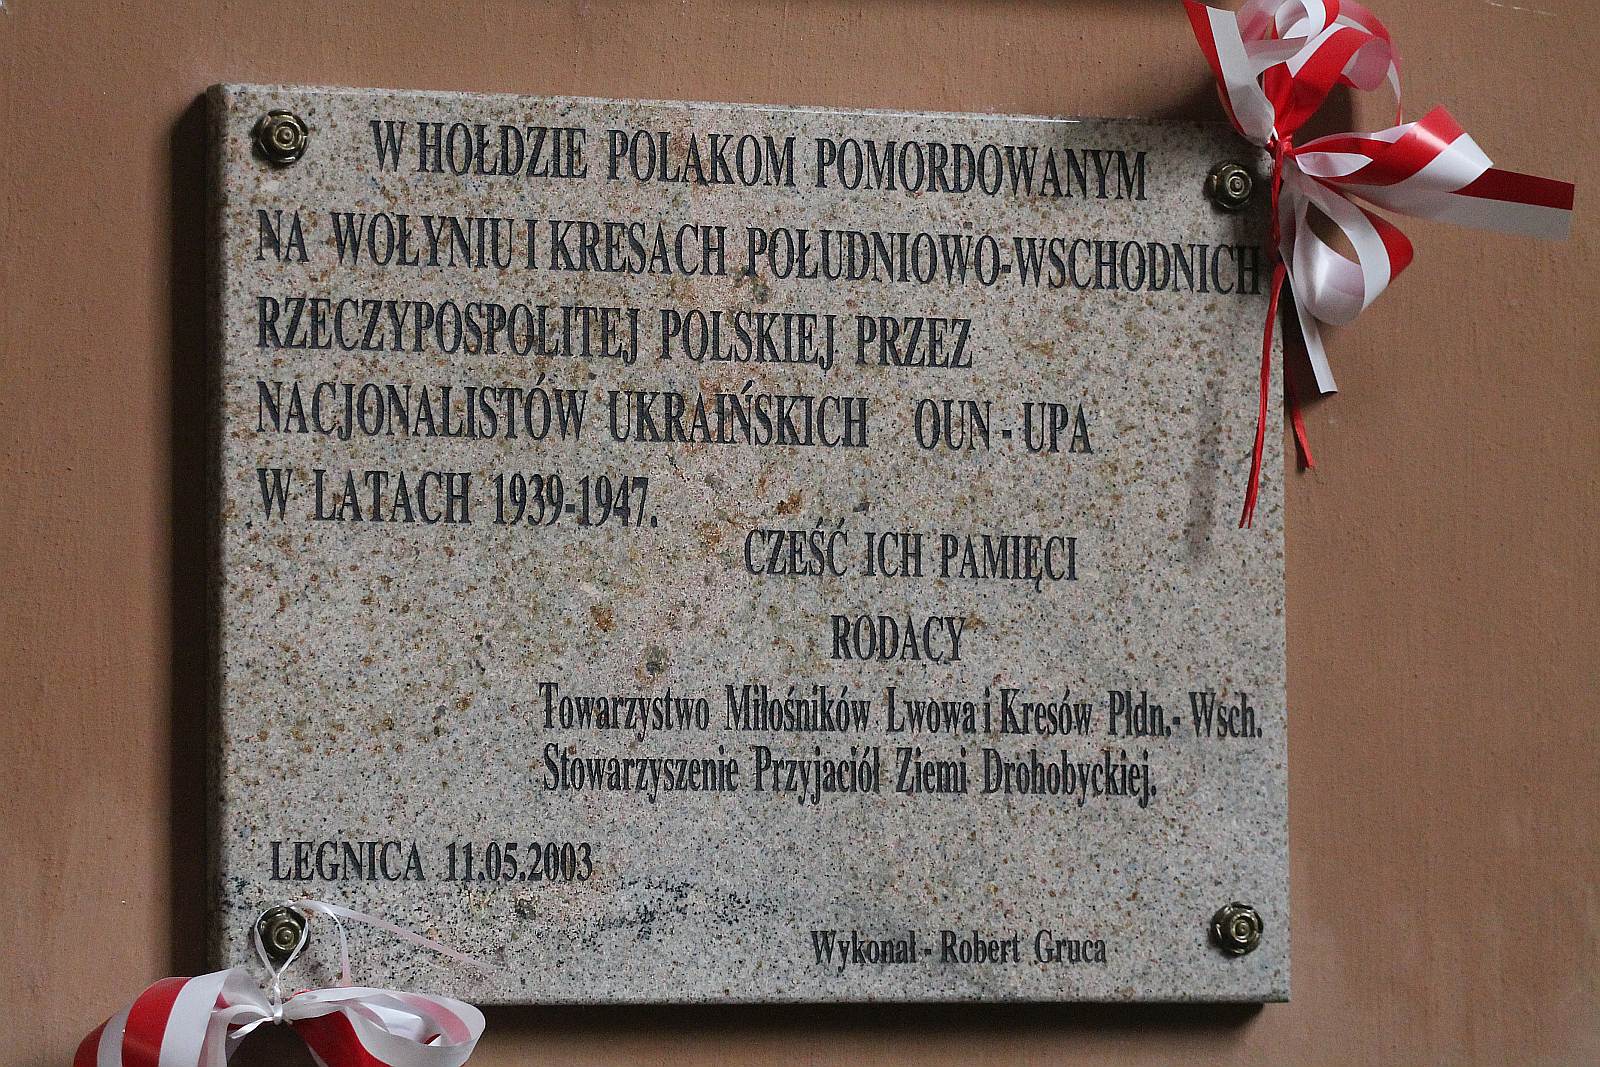 W HOŁDZIE POLAKOM POMORDOWANYM
NA WOŁYNIU I KRESACH POŁUDNIOWO-WSCHODNICH
RZECZYPOSPOLITEJ POLSKIEJ PRZEZ
NACJONALISTÓW UKRAIŃSKICH OUN - UPA
W LATACH 1939-1947.
CZEŚĆ ICH PAMIĘCI
RODACY
Towarzystwo Miłośników Lwowa i Kresów Płdn.- Wsch.
Stowarzyszenie Przyjaciół Ziemi Drohobyckiej.
LEGNICA 11.05.2003
Wykonał - Robert Gruca